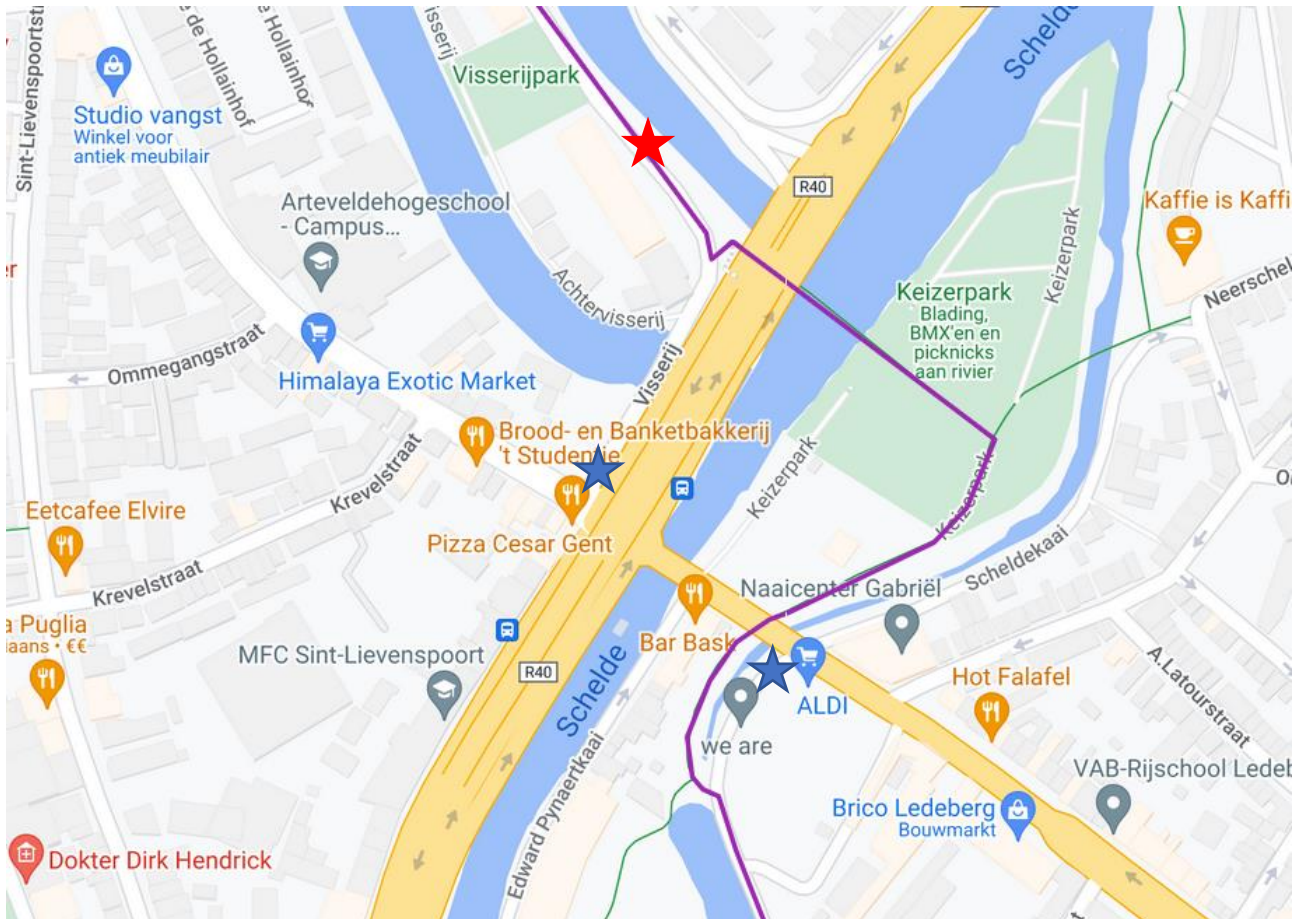 Visserij
Schelde
de Hollainhof
Hollainhof
Visserijpark
Studio vangst
Winkel voor
antiek meubilair
Sint-Lievenspoortstr
R40
Arteveldehogeschool
- Campus...
Kaffie is Kaffi
Keizerpark
Neerschel
Keizerpark
Blading,
BMX'en en
picknicks
aan rivier
Achtervisserij
Ommegangstraat
Himalaya Exotic Market
Visserij
Brood- en Banketbakkerij
't Studentje
Krevelstraat
Keizerpark
Keizerpark
Eetcafee Elvire
Pizza Cesar Gent
Krevelstraat
Scheldekaai
Naaicenter Gabriël
a Puglia
iaans • €€
MFC Sint-Lievenspoort
Bar Bask
R40
Schelde
Hot Falafel
A.Latourstraat
ALDI
we are
VAB-Rijschool Ledeb
Brico Ledeberg
Bouwmarkt
Edward Pynaertkaai
Dokter Dirk Hendrick